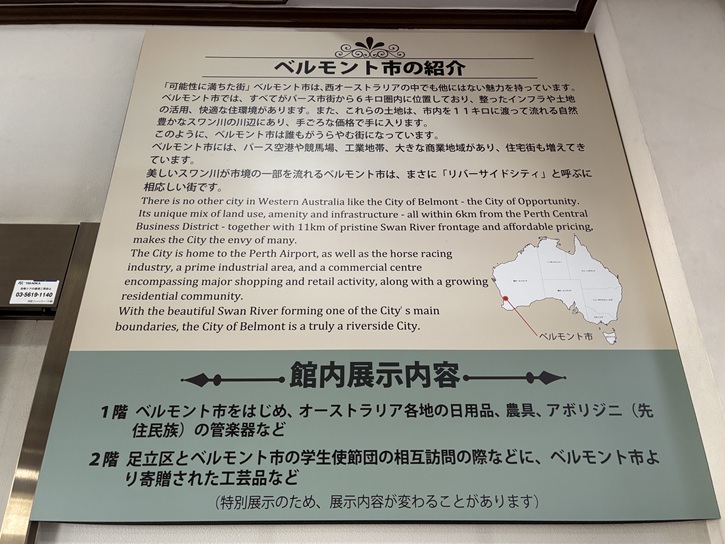 ベルモント市の紹介
「可能性に満ちた街」ベルモント市は、西オーストラリアの中でも他にはない魅力を持っています。
ベルモント市では、すべてがパース市街から６キロ圏内に位置しており、整ったインフラや土地
の活用、快適な住環境があります。また、これらの土地は、市内を１１キロに渡って流れる自然
豊かなスワン川の川辺にあり、手ごろな価格で手に入ります。
このように、ベルモント市は誰もがうらやむ街になっています。
ベルモント市には、パース空港や競馬場、工業地帯、大きな商業地域があり、住宅街も増えてき
ています。
美しいスワン川が市境の一部を流れるベルモント市は、まさに「リバーサイドシティ」と呼ぶに
相応しい街です。
There is no other city in Western Australia like the City of Belmont - the City of Opportunity.
Its unique mix of land use, amenity and infrastructure - all within 6km from the Perth Central
Business District - together with 11km of pristine Swan River frontage and affordable pricing,
makes the City the envy of many.
The City is home to the Perth Airport, as well as the horse racing
industry, a prime industrial area, and a commercial centre
encompassing major shopping and retail activity, along with a growing
residential community.
With the beautiful Swan River forming one of the City's main
boundaries, the City of Belmont is a truly a riverside City.
ベルモント市
館内展示内容
1階 ベルモント市をはじめ、オーストラリア各地の日用品、農具、アボリジニ（先
住民族）の管楽器など
2階 足立区とベルモント市の学生使節団の相互訪問の際などに、ベルモント市よ
り寄贈された工芸品など
（特別展示のため、展示内容が変わることがあります）
03-5619-1140